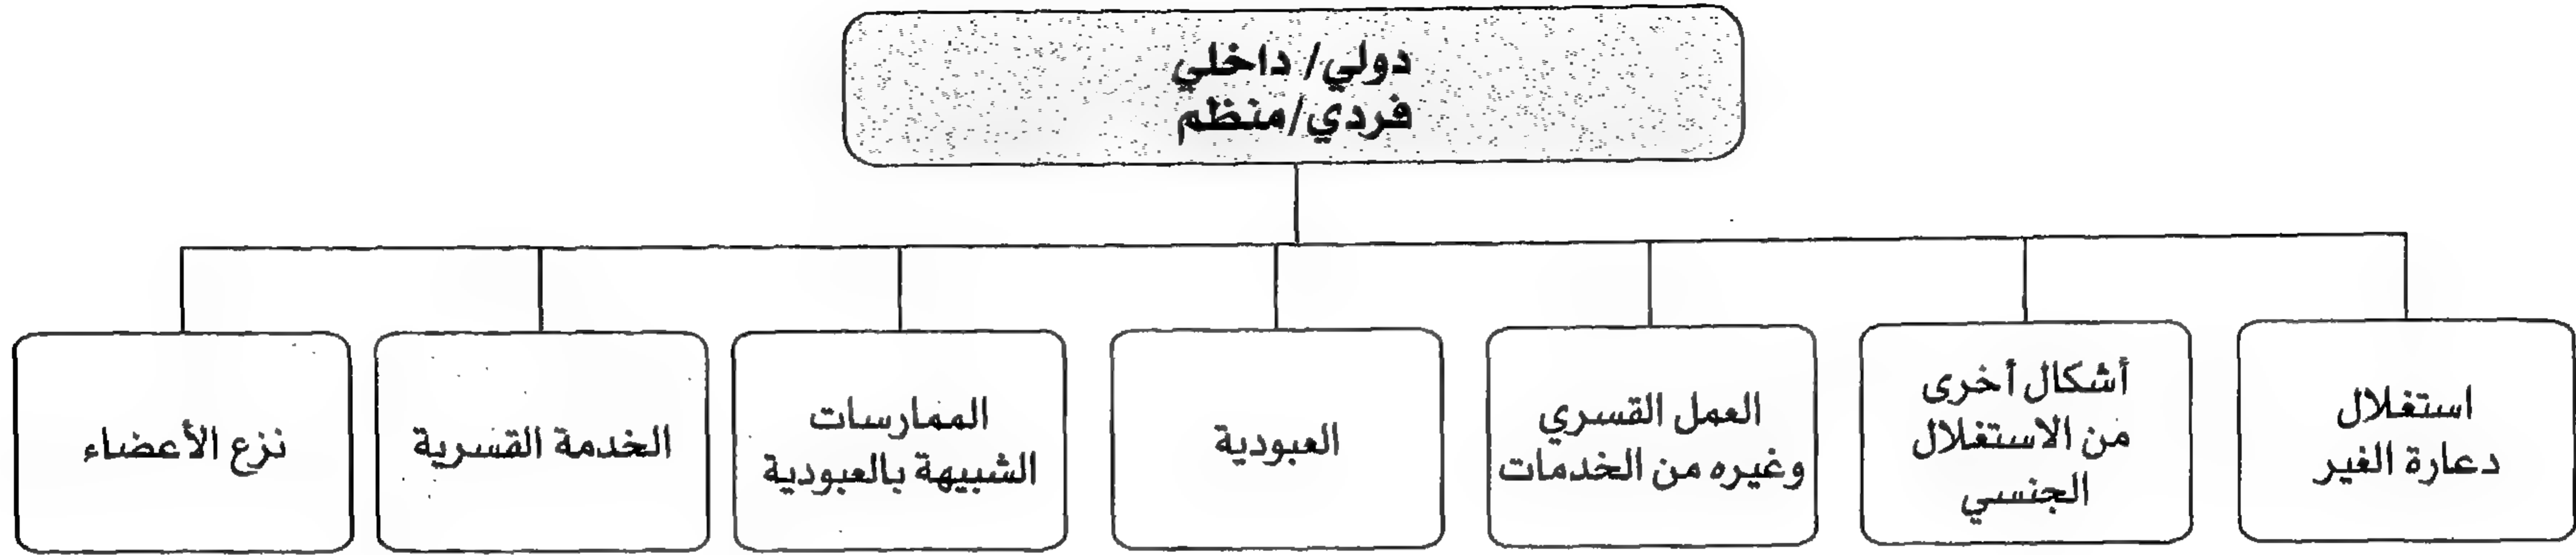 دولي/ داخلي
فردي/منظم
استغلال
دعارة الغير
أشكال أخرى
من الاستغلال
الجنسي
العمل القسري
وغيره من الخدمات
العبودية
الممارسات
الشبيهة بالعبودية
الخدمة القسرية
نزع الأعضاء